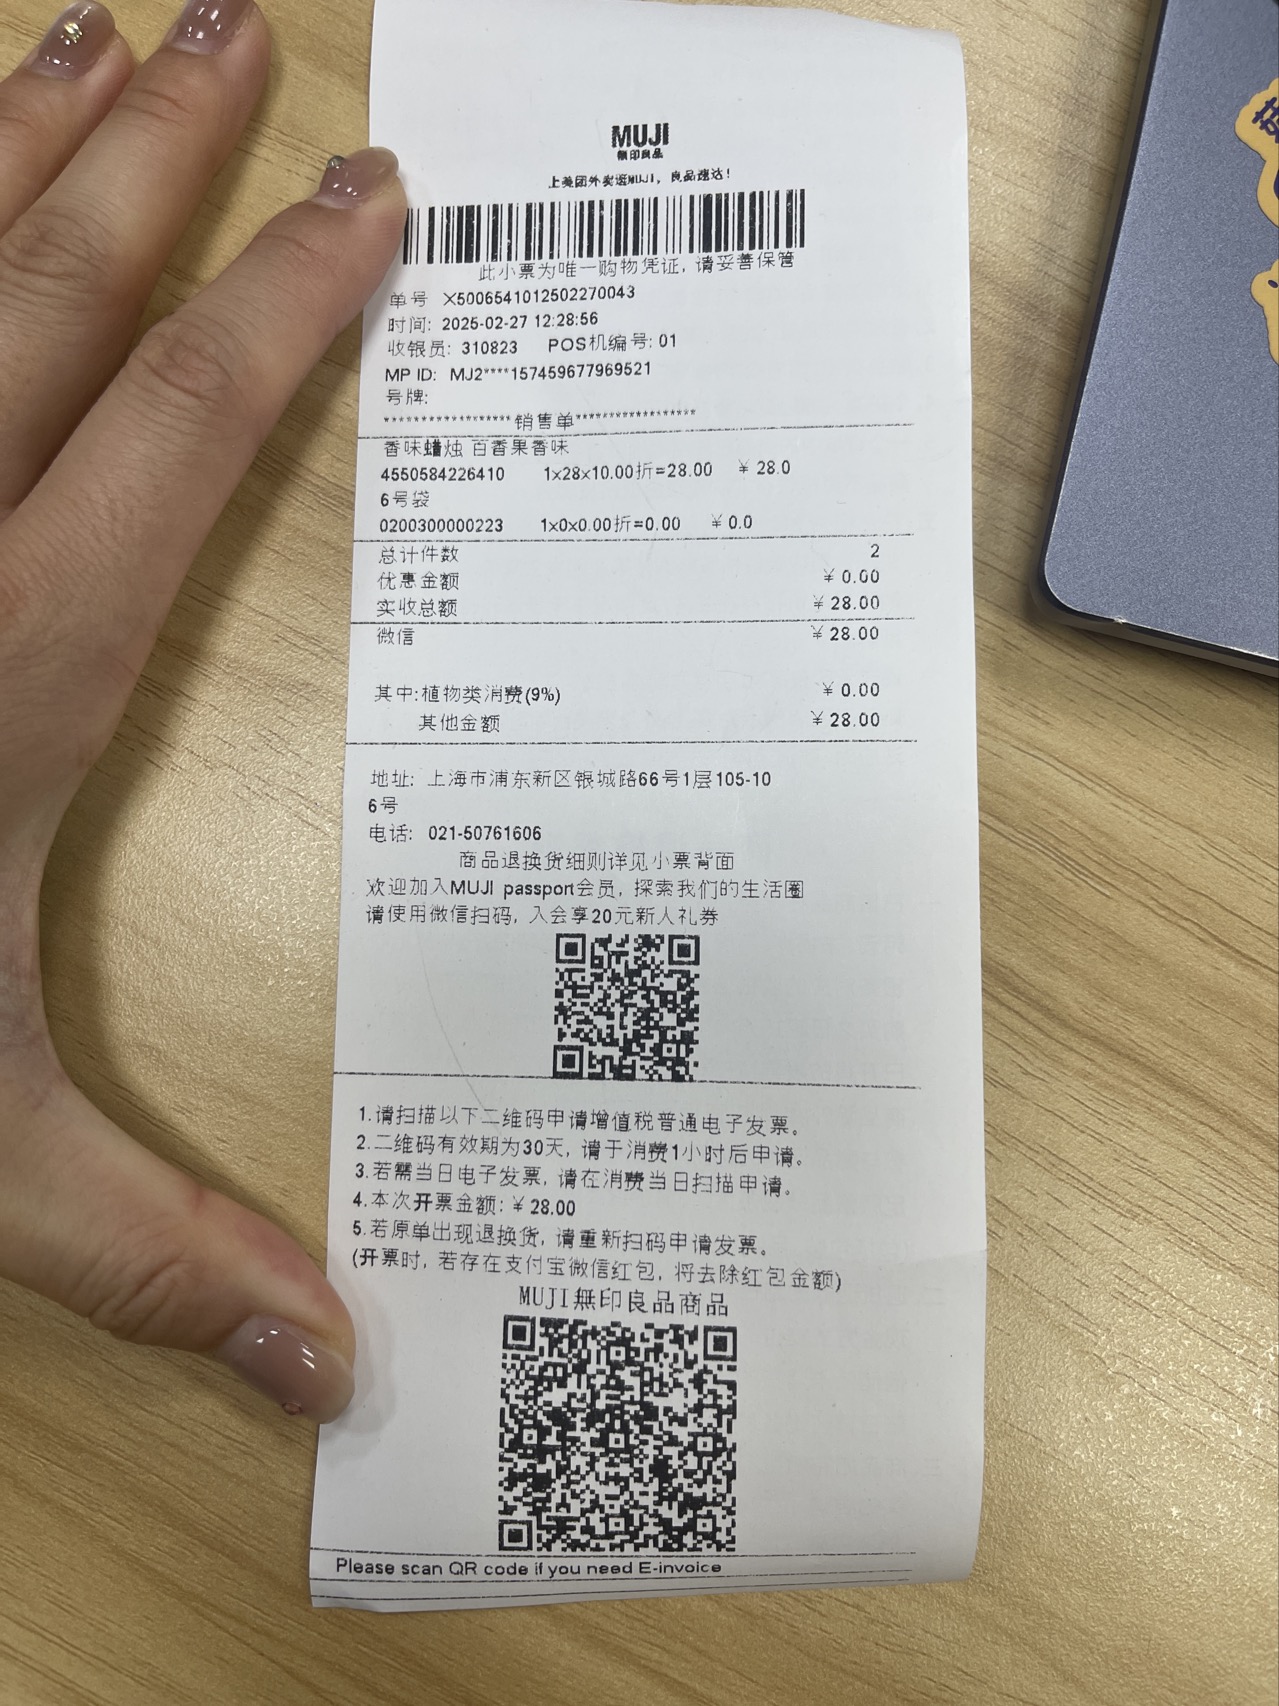 MUJI
無印良品
上美团外卖逛MUJI，良品速达！
此小票为唯一购物凭证，请妥善保管
单号 X5006541012502270043
时间: 2025-02-27 12:28:56
收银员: 310823 POS机编号: 01
MP ID: MJ2****157459677969521
号牌:
******************销售单******************
香味蜡烛 百香果香味
4550584226410 1x28x10.00折=28.00 ¥ 28.0
6号袋
0200300000223 1x0x0.00折=0.00 ¥ 0.0
总计件数 2
优惠金额 ¥ 0.00
实收总额 ¥ 28.00
微信 ¥ 28.00
其中:植物类消费(9%) ¥ 0.00
其他金额 ¥ 28.00
地址: 上海市浦东新区银城路66号1层105-10
6号
电话: 021-50761606
商品退换货细则详见小票背面
欢迎加入MUJI passport会员, 探索我们的生活圈
请使用微信扫码, 入会享20元新人礼券
1.请扫描以下二维码申请增值税普通电子发票。
2.二维码有效期为30天, 请于消费1小时后申请。
3.若需当日电子发票, 请在消费当日扫描申请。
4.本次开票金额: ¥ 28.00
5.若原单出现退换货, 请重新扫码申请发票。
(开票时, 若存在支付宝微信红包, 将去除红包金额)
MUJI無印良品商品
Please scan QR code if you need E-invoice